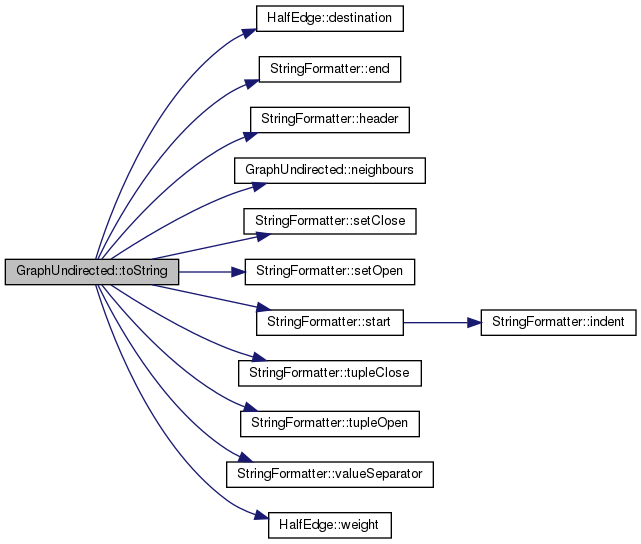 HalfEdge::destination
StringFormatter::end
StringFormatter::header
GraphUndirected::neighbours
StringFormatter::setClose
GraphUndirected::toString
StringFormatter::setOpen
StringFormatter::start
StringFormatter::indent
StringFormatter::tupleClose
StringFormatter::tupleOpen
StringFormatter::valueSeparator
HalfEdge::weight